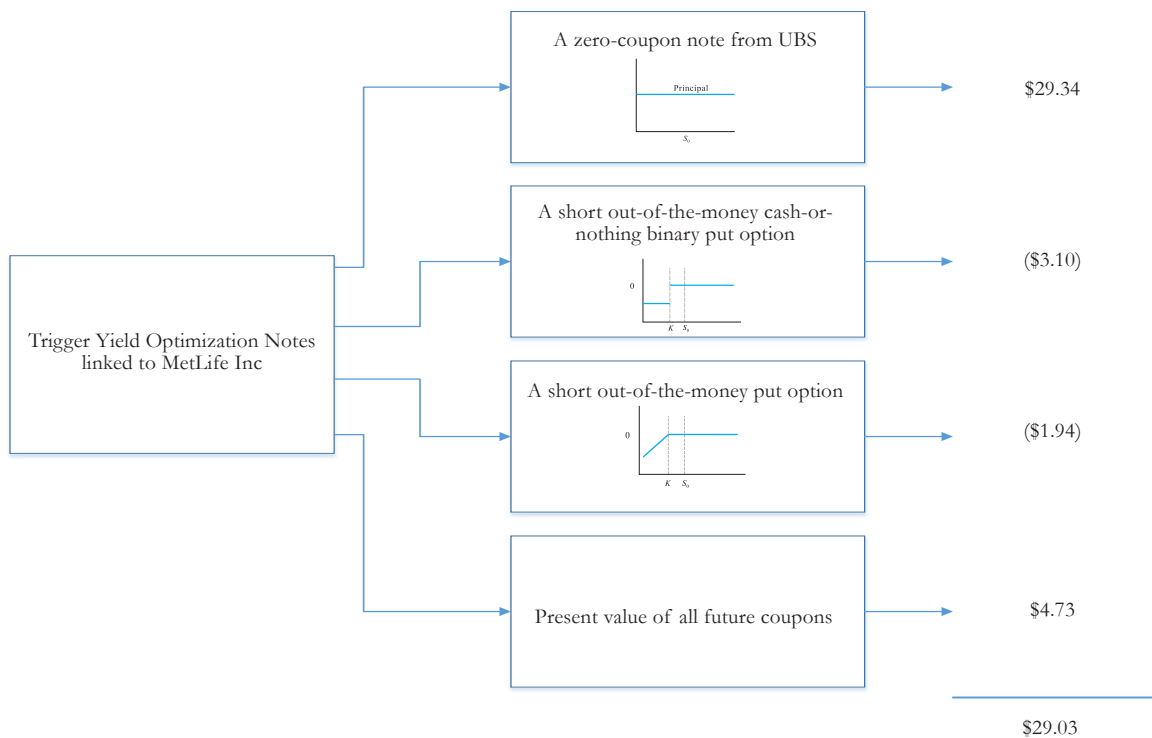 A zero-coupon note from UBS
Principal
S0
$29.34
A short out-of-the-money cash-or-
nothing binary put option
0
K S0
($3.10)
Trigger Yield Optimization Notes
linked to MetLife Inc
A short out-of-the-money put option
0
K S0
($1.94)
Present value of all future coupons
$4.73
$29.03